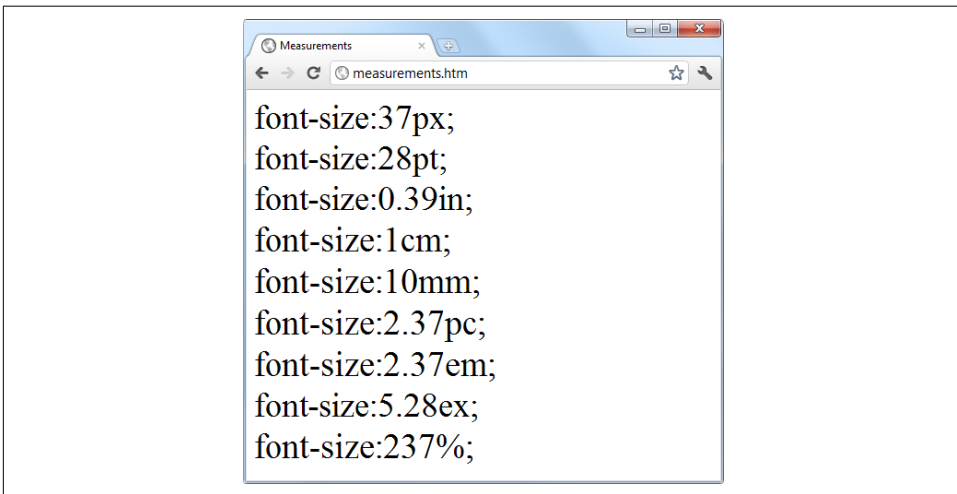 Measurements
measurements.htm
font-size:37px;
font-size:28pt;
font-size:0.39in;
font-size:1cm;
font-size:10mm;
font-size:2.37pc;
font-size:2.37em;
font-size:5.28ex;
font-size:237%;